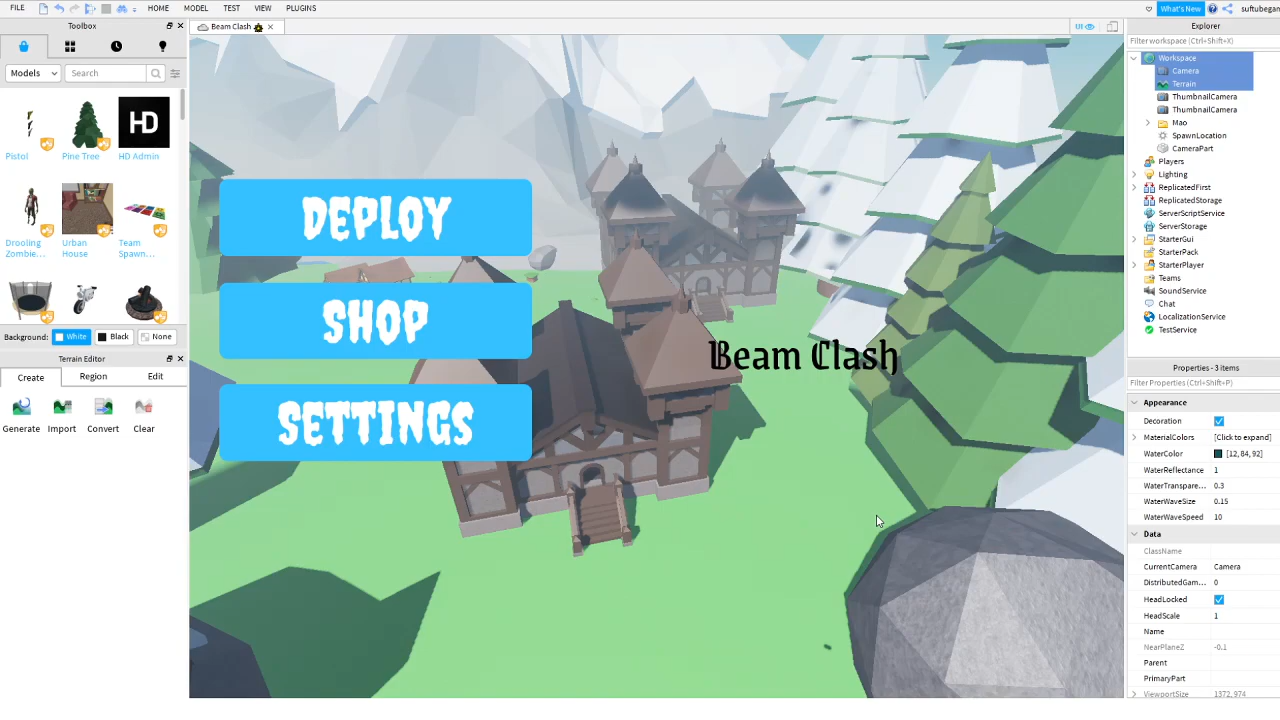 FILE HOME MODEL TEST VIEW PLUGINS What's New suftubegam
Toolbox
Models Search
Pistol Pine Tree HD Admin
HD
Drooling Zombie... Urban House Team Spawn...
Background: White Black None
Terrain Editor
Create Region Edit
Generate Import Convert Clear
Beam Clash
UI
DEPLOY
SHOP
SETTINGS
Beam Clash
Explorer
Filter workspace (Ctrl+Shift+X)
Workspace
Camera
Terrain
ThumbnailCamera
ThumbnailCamera
Mao
SpawnLocation
CameraPart
Players
Lighting
ReplicatedFirst
ReplicatedStorage
ServerScriptService
ServerStorage
StarterGui
StarterPack
StarterPlayer
Teams
SoundService
Chat
LocalizationService
TestService
Properties - 3 items
Filter Properties (Ctrl+Shift+P)
Appearance
Decoration
MaterialColors [Click to expand]
WaterColor [12, 84, 92]
WaterReflectance 1
WaterTranspare... 0.3
WaterWaveSize 0.15
WaterWaveSpeed 10
Data
ClassName
CurrentCamera Camera
DistributedGam... 0
HeadLocked
HeadScale 1
Name
NearPlaneZ -0.1
Parent
PrimaryPart
ViewportSize 1372, 974